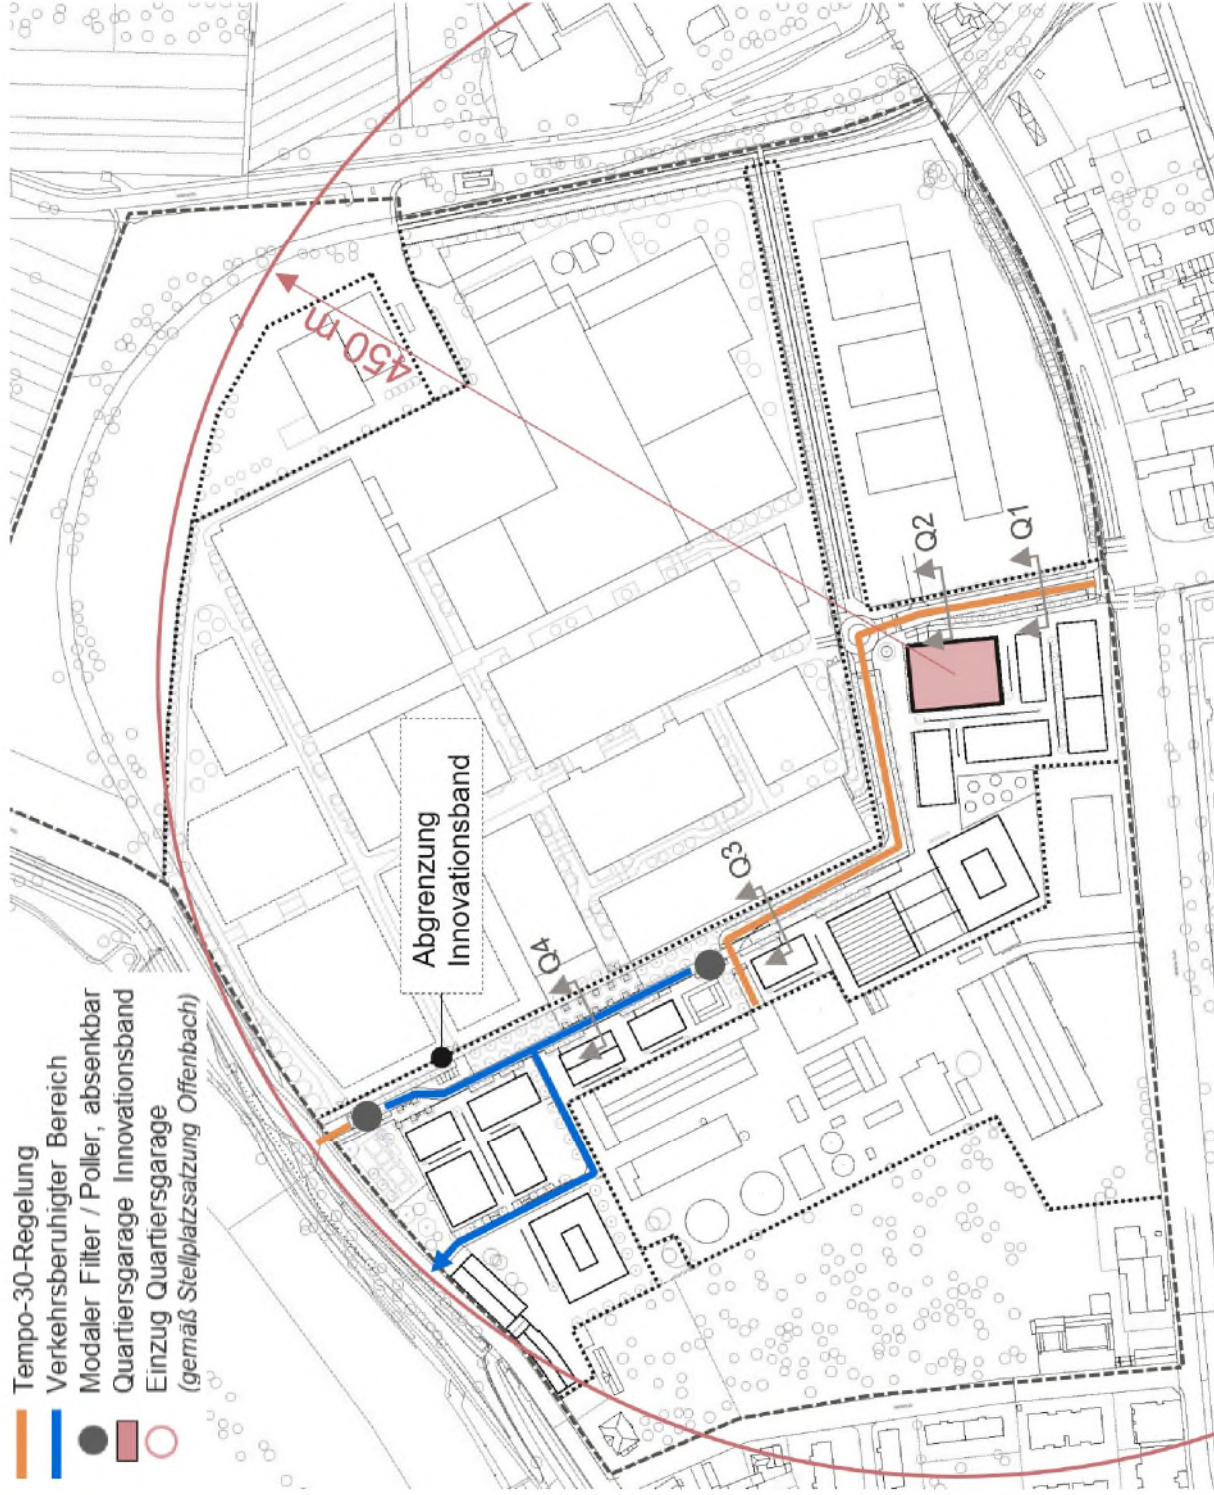 Tempo-30-Regelung
Verkehrsberuhigter Bereich
Modaler Filter / Poller, absenkbar
Quartiersgarage Innovationsband
Einzug Quartiersgarage
(gemäß Stellplatzsatzung Offenbach)
Abgrenzung
Innovationsband
450 m
Q4
Q3
Q2
Q1